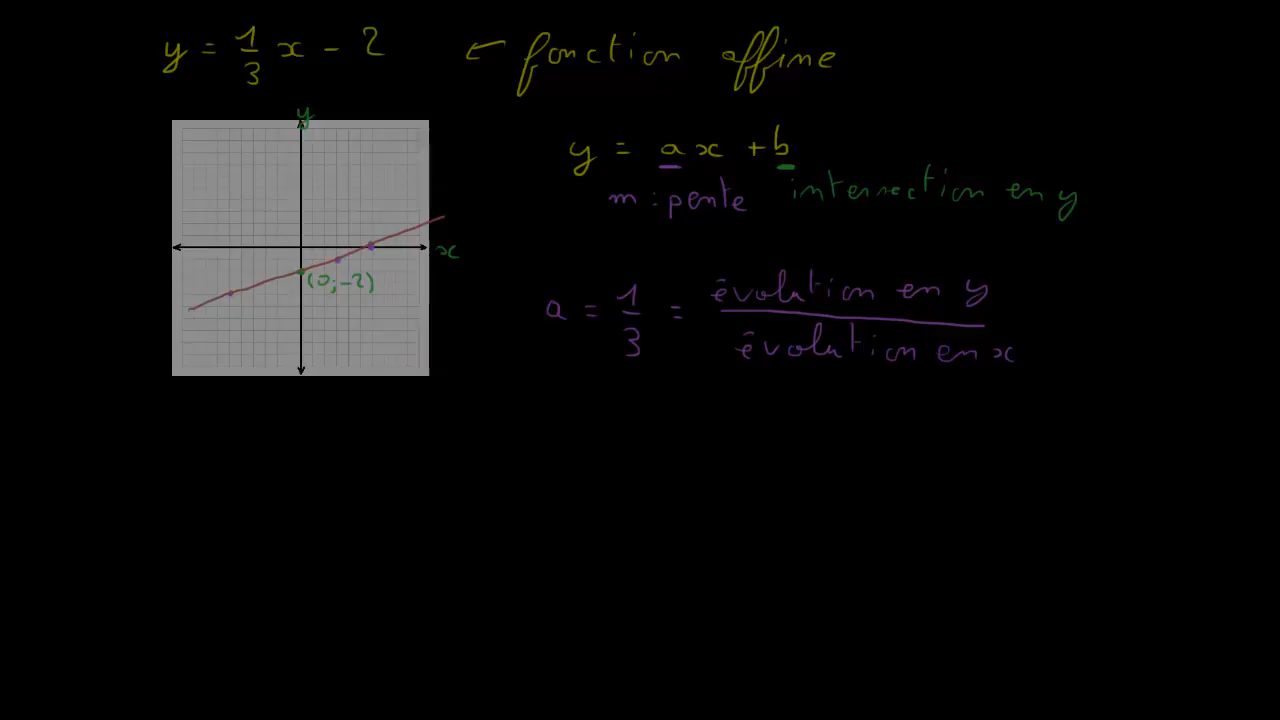 y = 1/3 x - 2 ← fonction affine
y
y = ax + b
m : pente intersection en y
x
(0;-2)
a = 1/3 = évolution en y / évolution en x